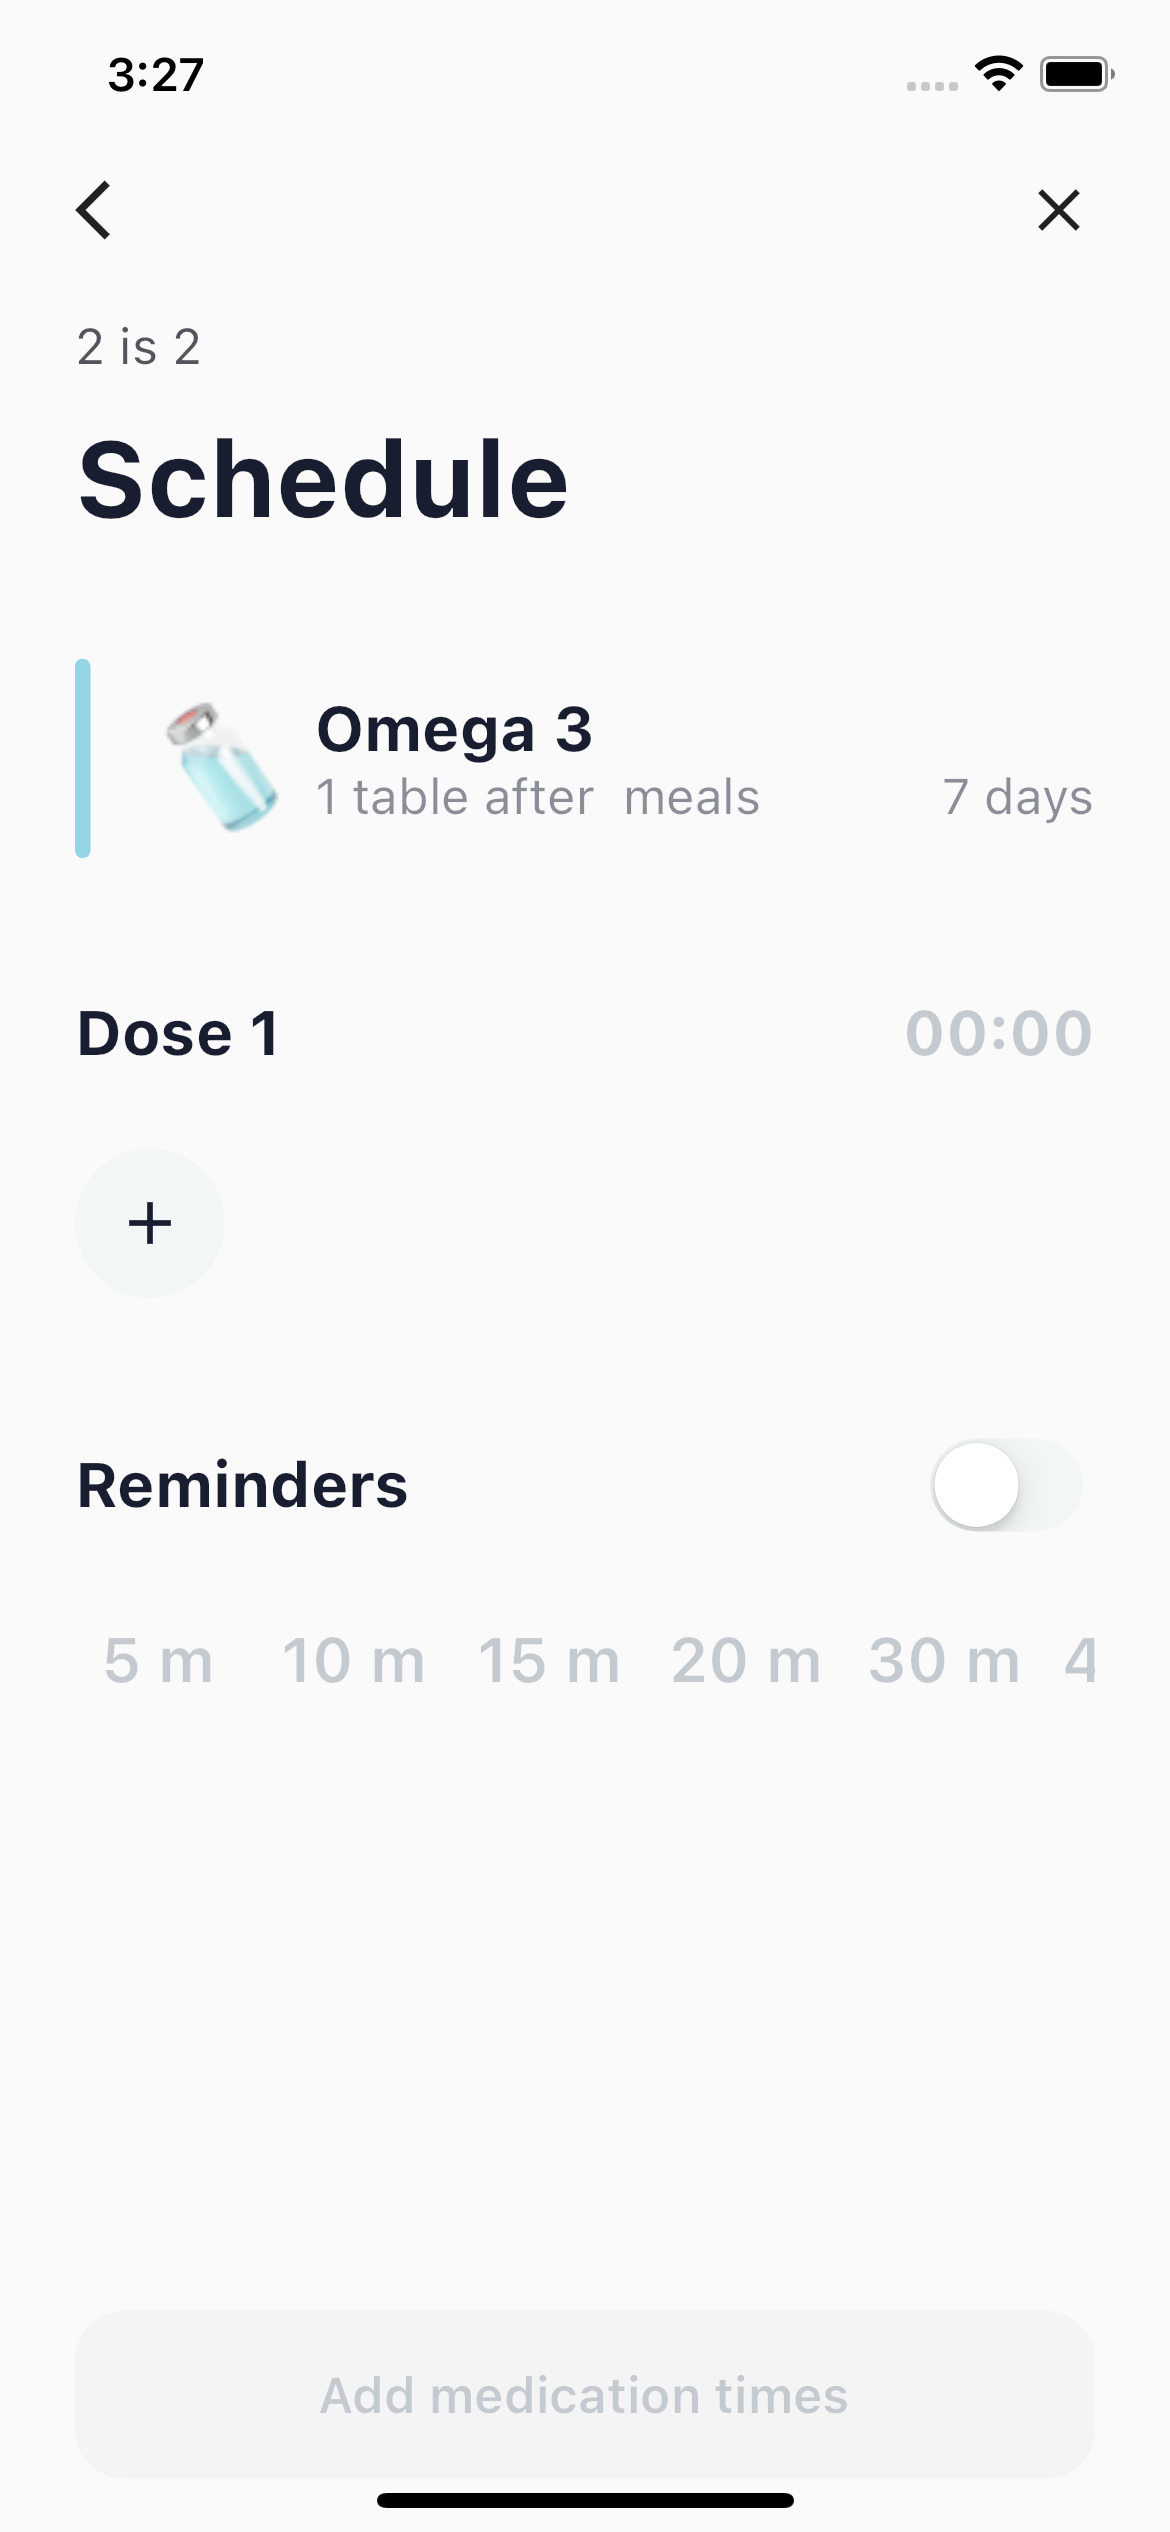 3:27
2 is 2
Schedule
Omega 3
1 table after  meals 7 days
Dose 1 00:00
Reminders
5 m 10 m 15 m 20 m 30 m 4
Add medication times